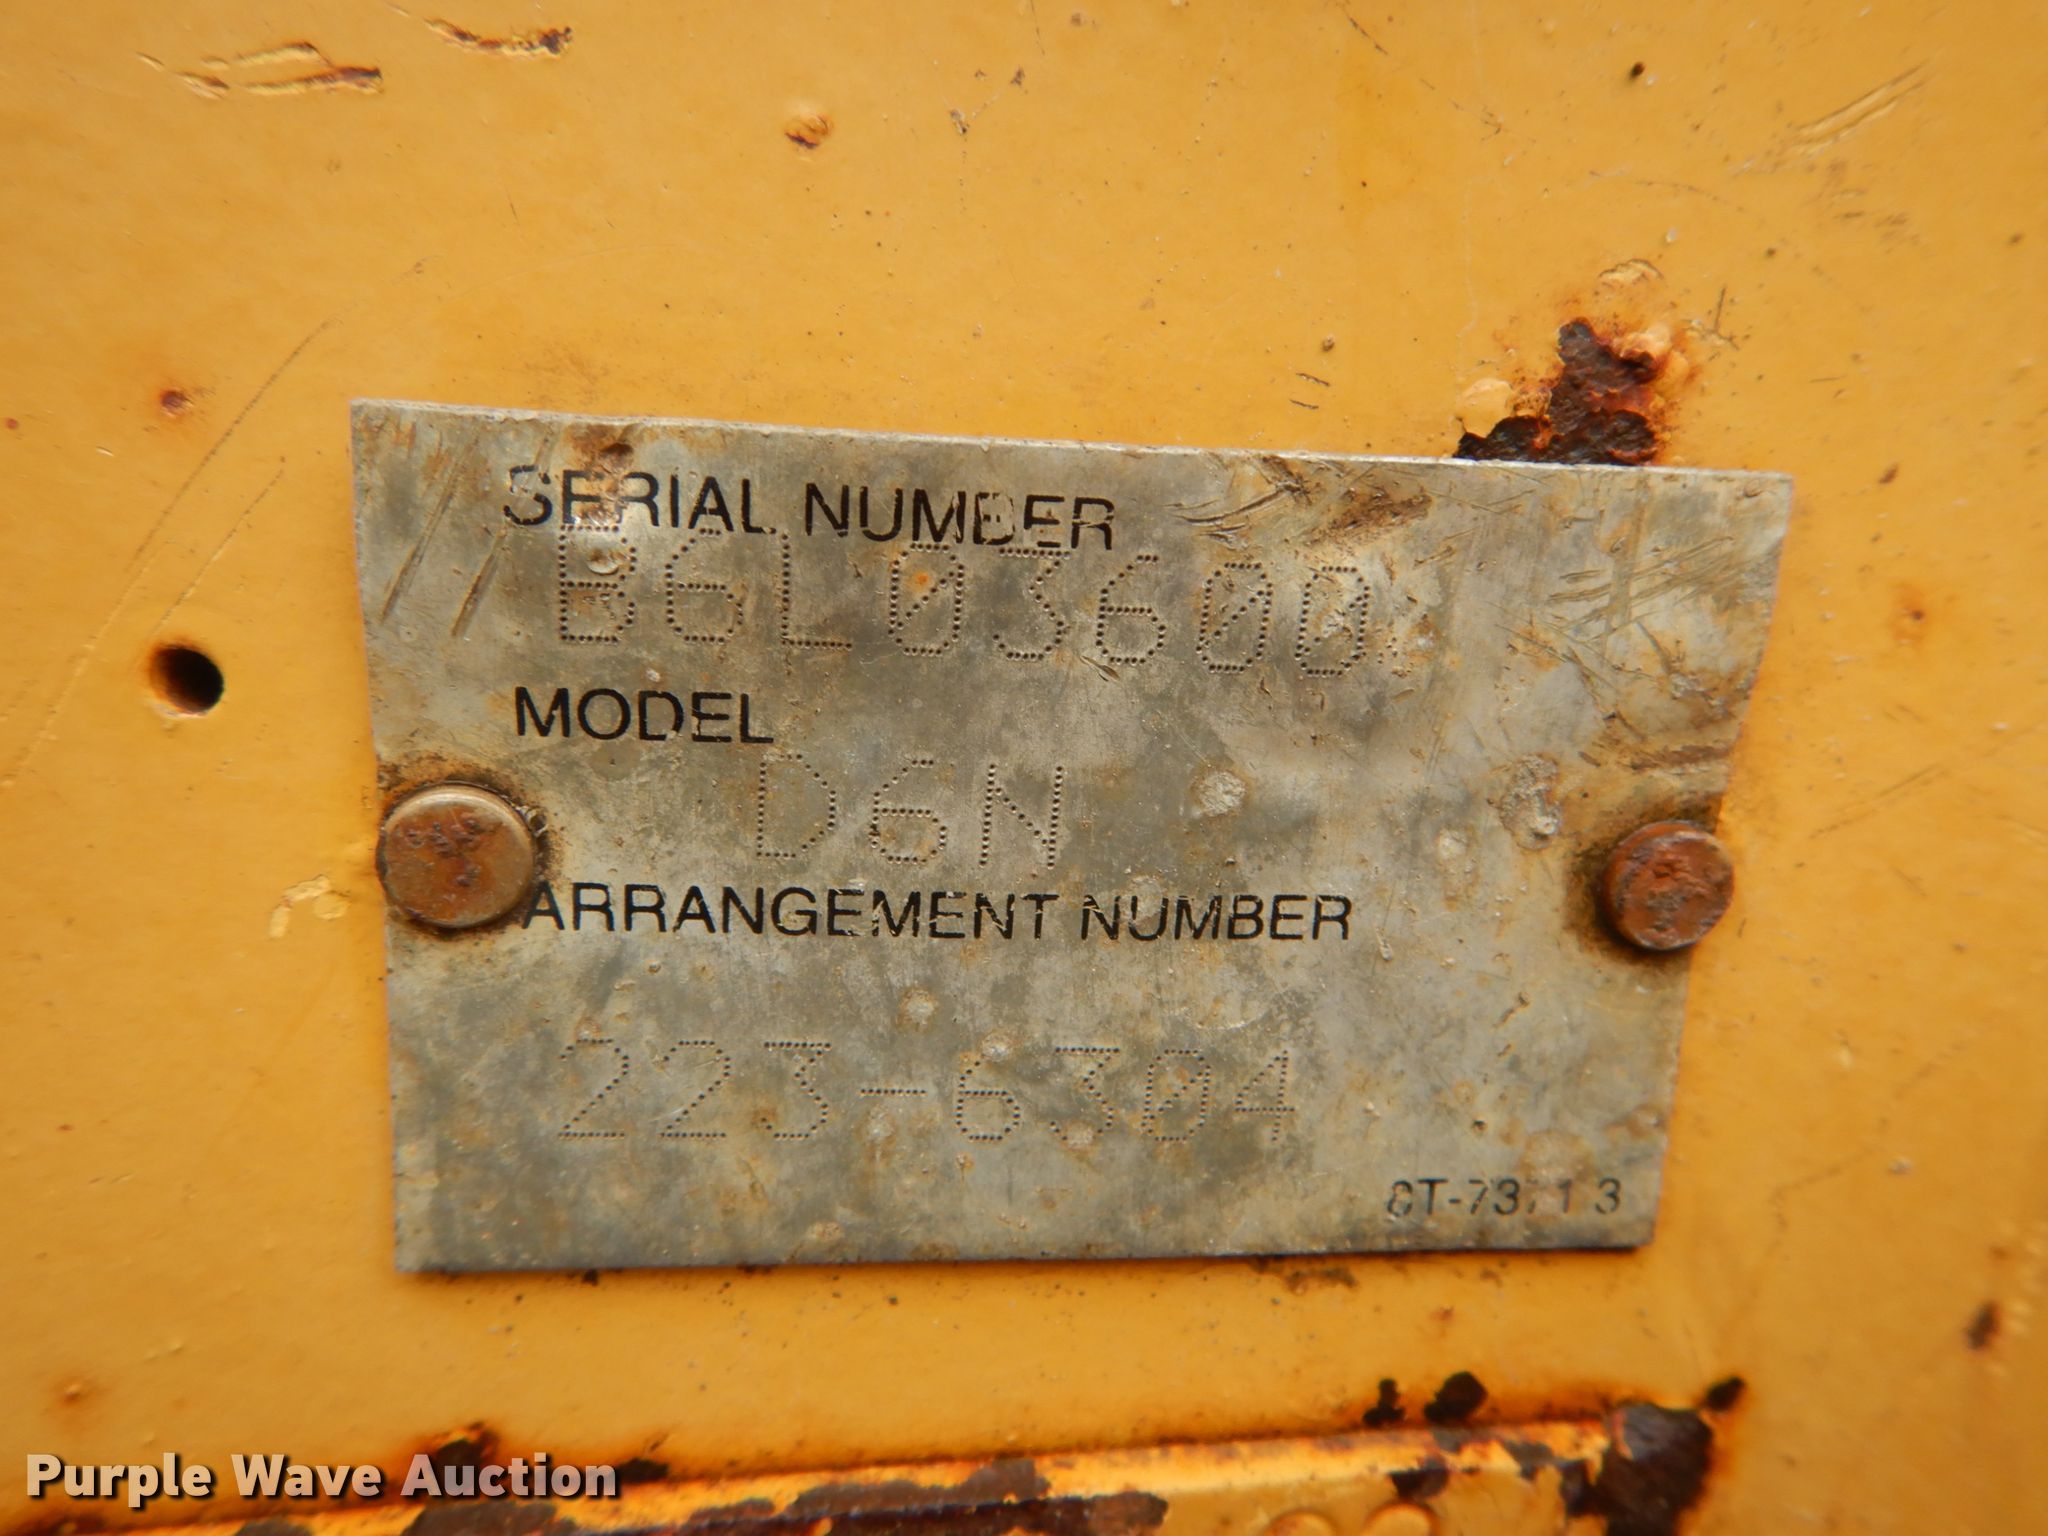 SERIAL NUMBER
B6L03600
MODEL
D6N
ARRANGEMENT NUMBER
223-6304
Purple Wave Auction